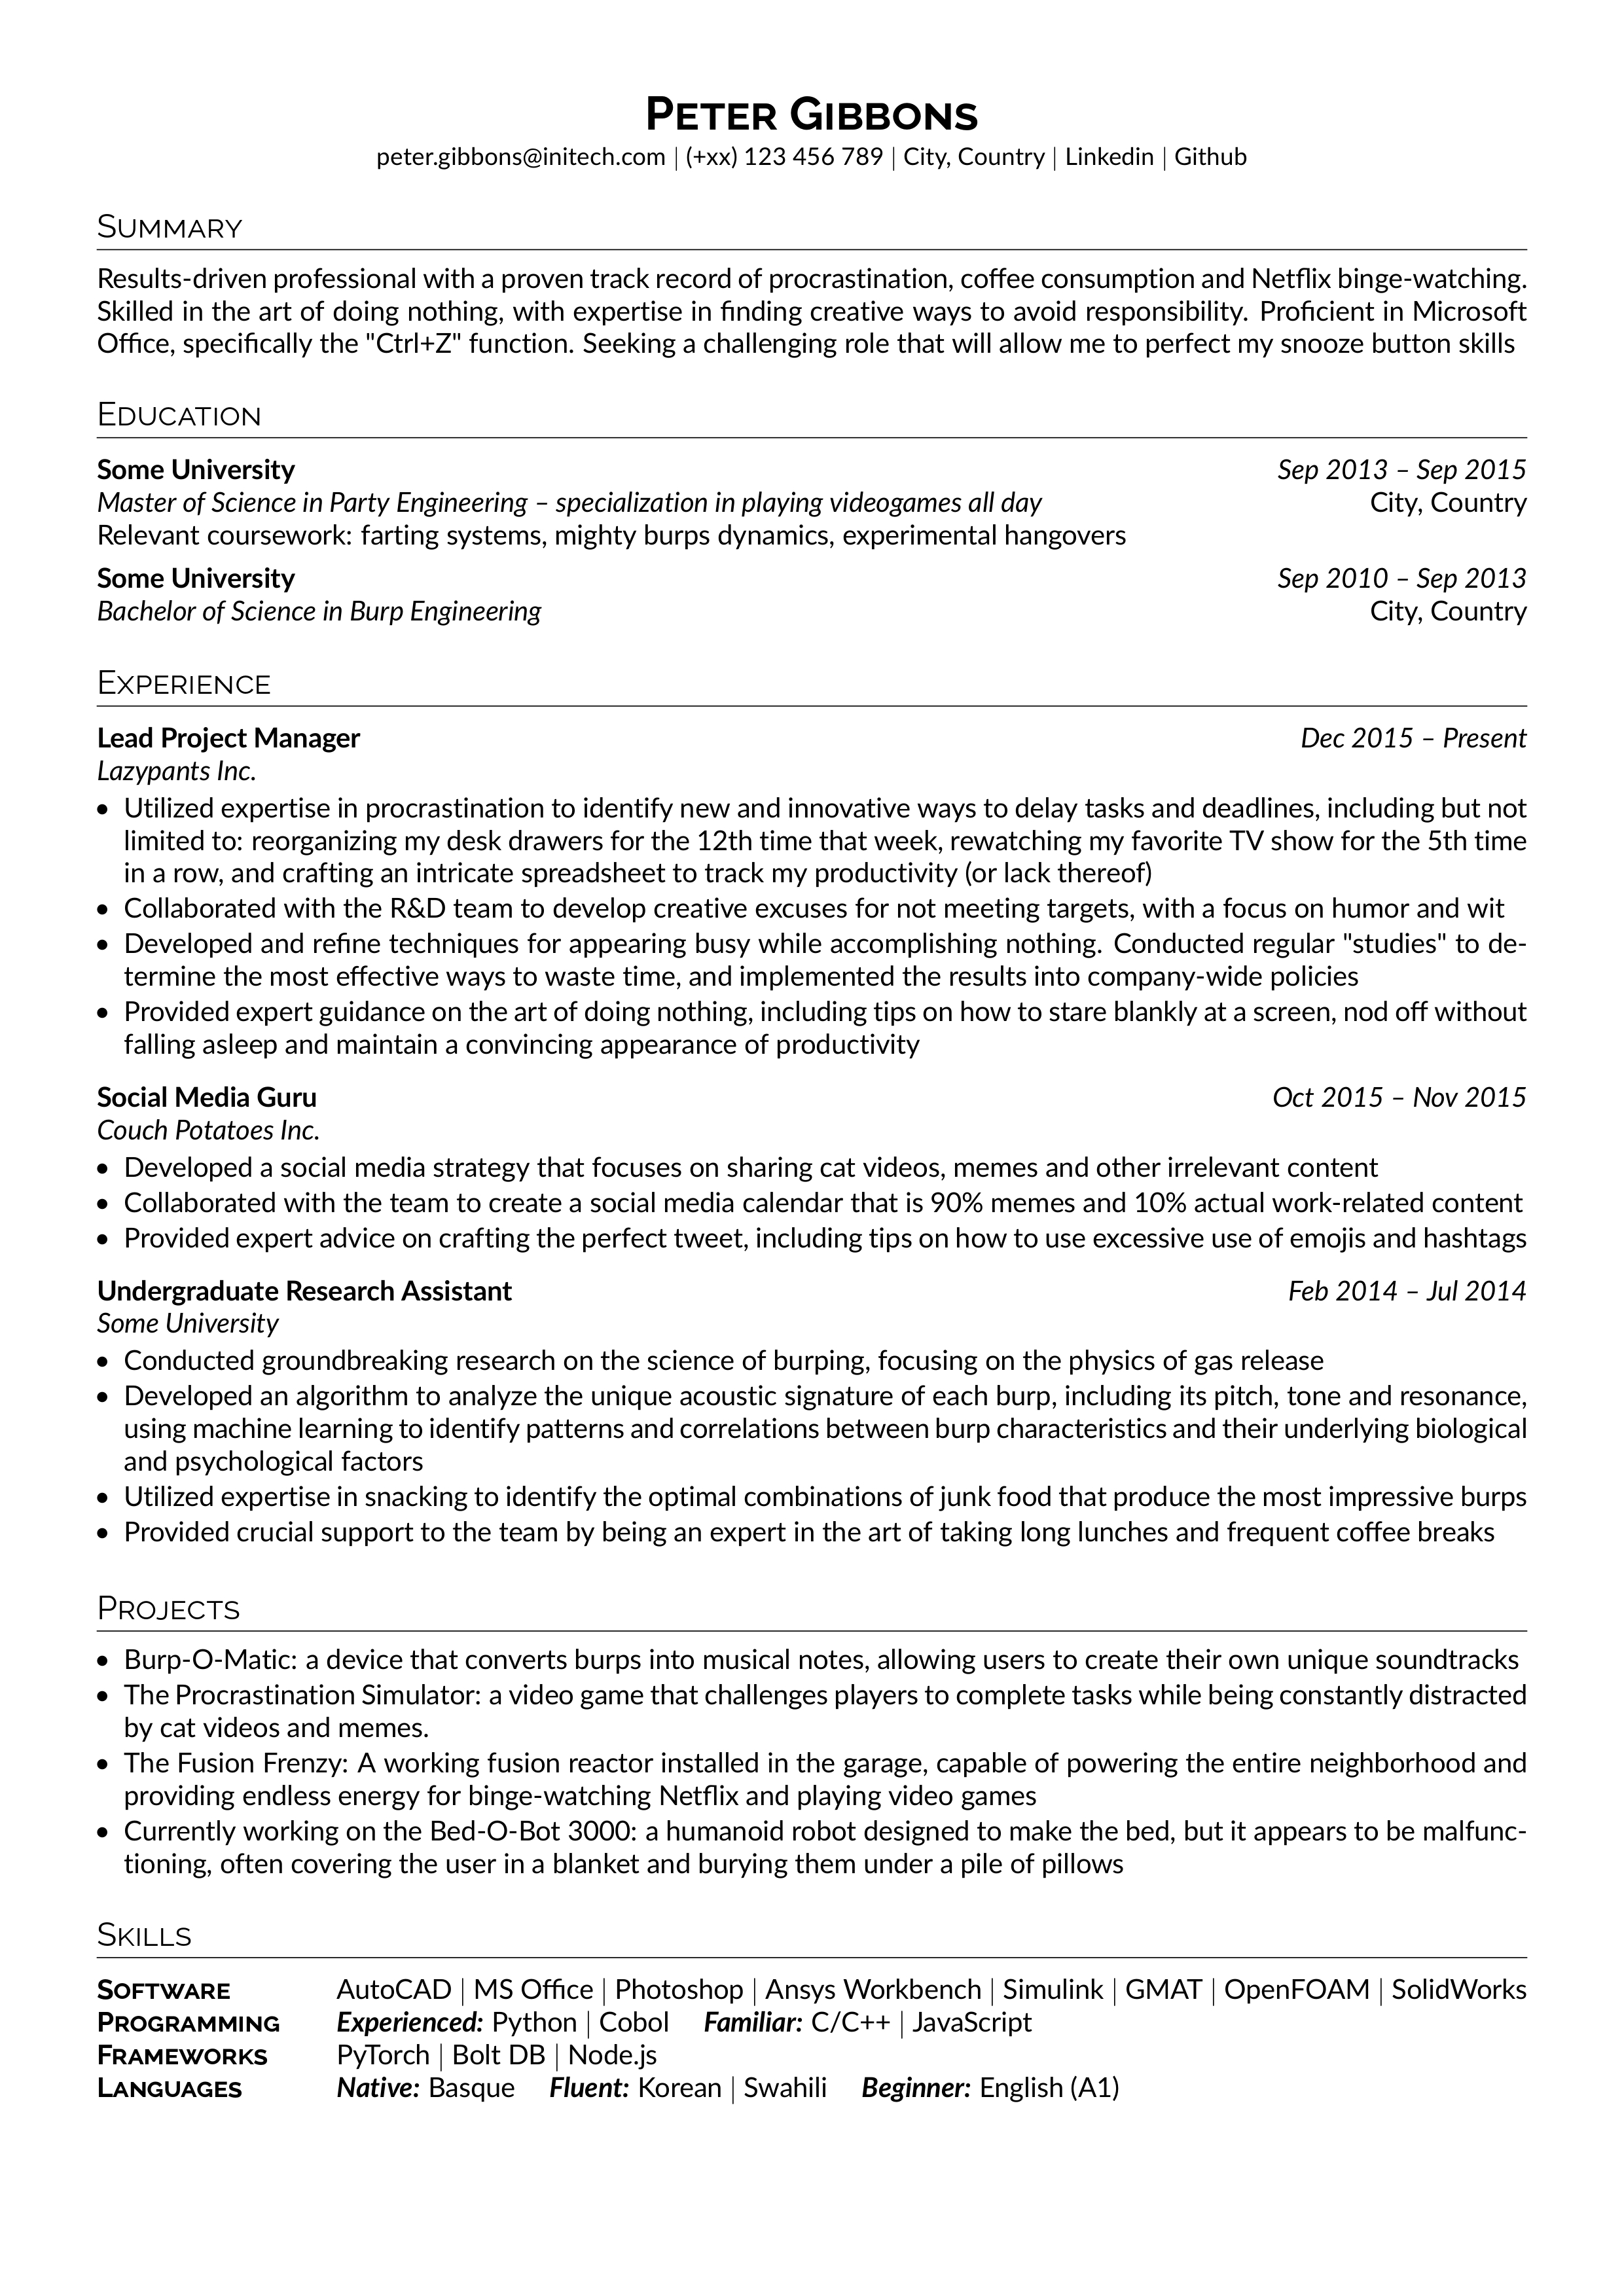 Peter Gibbons
peter.gibbons@initech.com | (+xx) 123 456 789 | City, Country | Linkedin | Github
Summary
Results-driven professional with a proven track record of procrastination, coffee consumption and Netflix binge-watching.
Skilled in the art of doing nothing, with expertise in finding creative ways to avoid responsibility. Proficient in Microsoft
Office, specifically the "Ctrl+Z" function. Seeking a challenging role that will allow me to perfect my snooze button skills
Education
Some University Sep 2013 – Sep 2015
Master of Science in Party Engineering – specialization in playing videogames all day City, Country
Relevant coursework: farting systems, mighty burps dynamics, experimental hangovers
Some University Sep 2010 – Sep 2013
Bachelor of Science in Burp Engineering City, Country
Experience
Lead Project Manager Dec 2015 – Present
Lazypants Inc.
• Utilized expertise in procrastination to identify new and innovative ways to delay tasks and deadlines, including but not
limited to: reorganizing my desk drawers for the 12th time that week, rewatching my favorite TV show for the 5th time
in a row, and crafting an intricate spreadsheet to track my productivity (or lack thereof)
• Collaborated with the R&D team to develop creative excuses for not meeting targets, with a focus on humor and wit
• Developed and refine techniques for appearing busy while accomplishing nothing. Conducted regular "studies" to de-
termine the most effective ways to waste time, and implemented the results into company-wide policies
• Provided expert guidance on the art of doing nothing, including tips on how to stare blankly at a screen, nod off without
falling asleep and maintain a convincing appearance of productivity
Social Media Guru Oct 2015 – Nov 2015
Couch Potatoes Inc.
• Developed a social media strategy that focuses on sharing cat videos, memes and other irrelevant content
• Collaborated with the team to create a social media calendar that is 90% memes and 10% actual work-related content
• Provided expert advice on crafting the perfect tweet, including tips on how to use excessive use of emojis and hashtags
Undergraduate Research Assistant Feb 2014 – Jul 2014
Some University
• Conducted groundbreaking research on the science of burping, focusing on the physics of gas release
• Developed an algorithm to analyze the unique acoustic signature of each burp, including its pitch, tone and resonance,
using machine learning to identify patterns and correlations between burp characteristics and their underlying biological
and psychological factors
• Utilized expertise in snacking to identify the optimal combinations of junk food that produce the most impressive burps
• Provided crucial support to the team by being an expert in the art of taking long lunches and frequent coffee breaks
Projects
• Burp-O-Matic: a device that converts burps into musical notes, allowing users to create their own unique soundtracks
• The Procrastination Simulator: a video game that challenges players to complete tasks while being constantly distracted
by cat videos and memes.
• The Fusion Frenzy: A working fusion reactor installed in the garage, capable of powering the entire neighborhood and
providing endless energy for binge-watching Netflix and playing video games
• Currently working on the Bed-O-Bot 3000: a humanoid robot designed to make the bed, but it appears to be malfunc-
tioning, often covering the user in a blanket and burying them under a pile of pillows
Skills
Software AutoCAD | MS Office | Photoshop | Ansys Workbench | Simulink | GMAT | OpenFOAM | SolidWorks
Programming Experienced: Python | Cobol Familiar: C/C++ | JavaScript
Frameworks PyTorch | Bolt DB | Node.js
Languages Native: Basque Fluent: Korean | Swahili Beginner: English (A1)